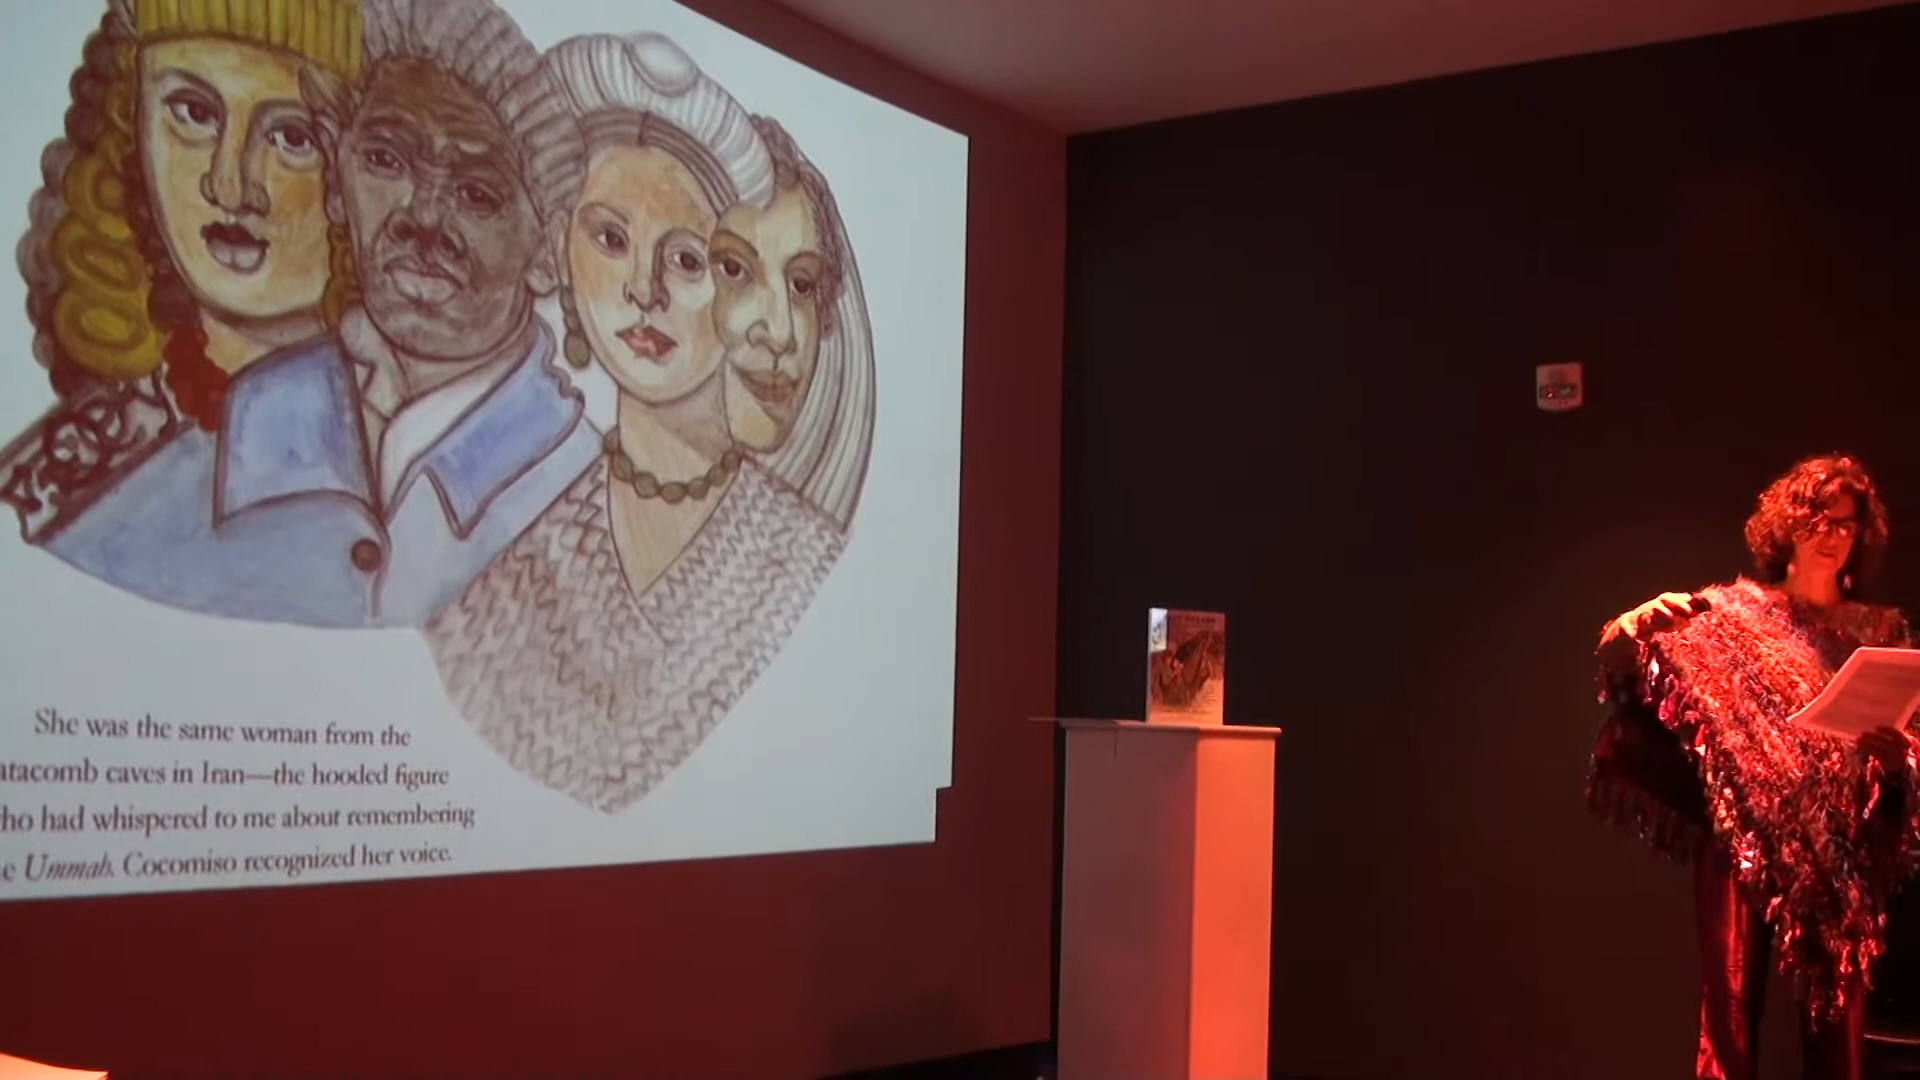 She was the same woman from the
atacomb caves in Iran—the hooded figure
ho had whispered to me about remembering
e Ummah. Cocomiso recognized her voice.